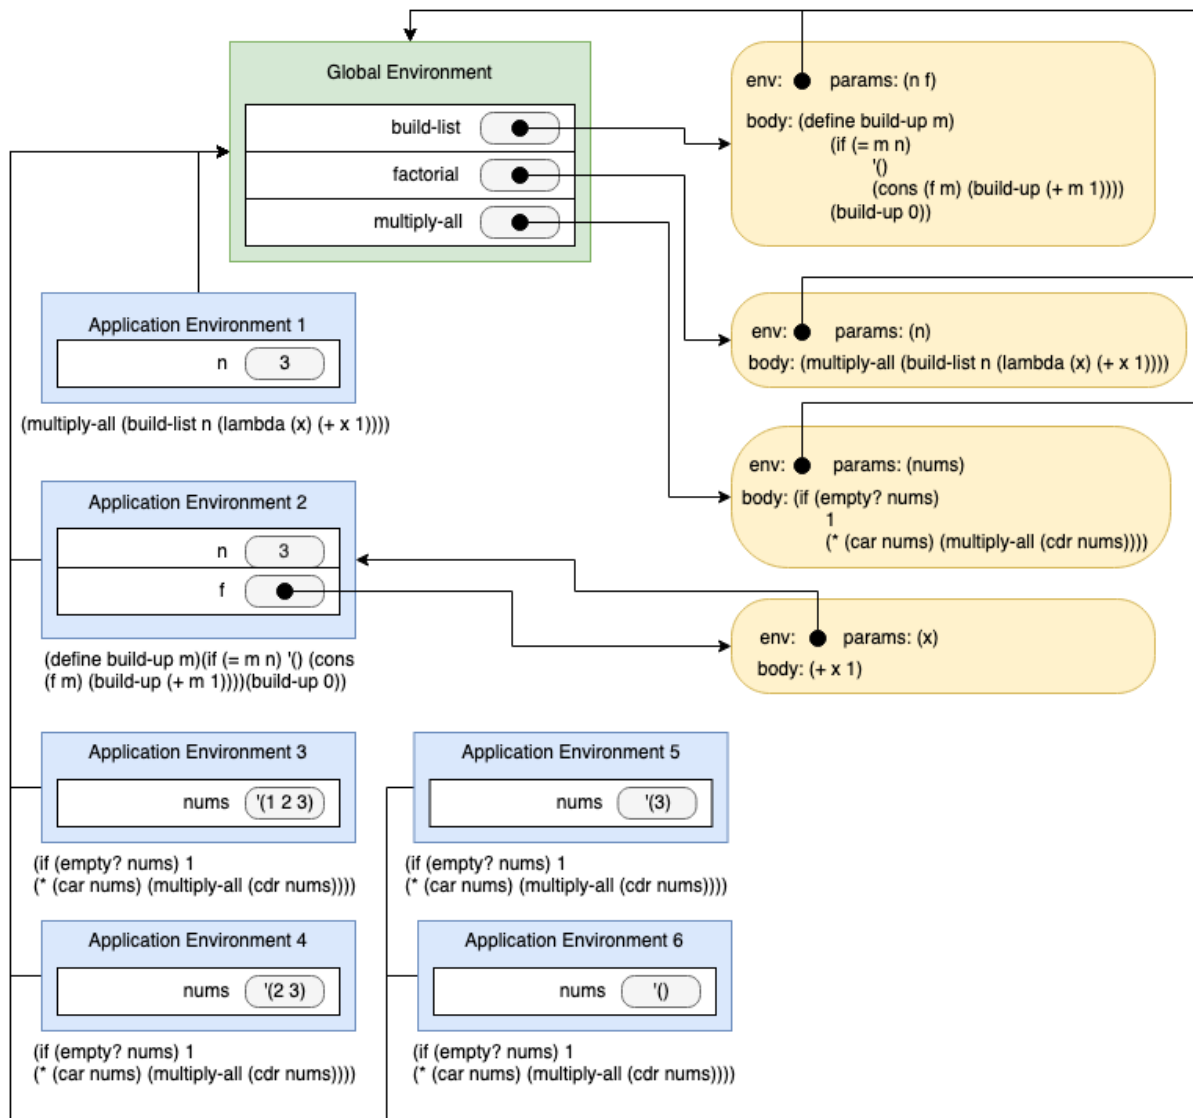 Global Environment
build-list
factorial
multiply-all
env: params: (n f)
body: (define build-up m)
(if (= m n)
'()
(cons (f m) (build-up (+ m 1))))
(build-up 0))
Application Environment 1
n 3
(multiply-all (build-list n (lambda (x) (+ x 1))))
env: params: (n)
body: (multiply-all (build-list n (lambda (x) (+ x 1))))
env: params: (nums)
body: (if (empty? nums)
1
(* (car nums) (multiply-all (cdr nums))))
Application Environment 2
n 3
f
(define build-up m)(if (= m n) '() (cons
(f m) (build-up (+ m 1))))(build-up 0))
env: params: (x)
body: (+ x 1)
Application Environment 3
nums '(1 2 3)
(if (empty? nums) 1
(* (car nums) (multiply-all (cdr nums))))
Application Environment 5
nums '(3)
(if (empty? nums) 1
(* (car nums) (multiply-all (cdr nums))))
Application Environment 4
nums '(2 3)
(if (empty? nums) 1
(* (car nums) (multiply-all (cdr nums))))
Application Environment 6
nums '()
(if (empty? nums) 1
(* (car nums) (multiply-all (cdr nums))))